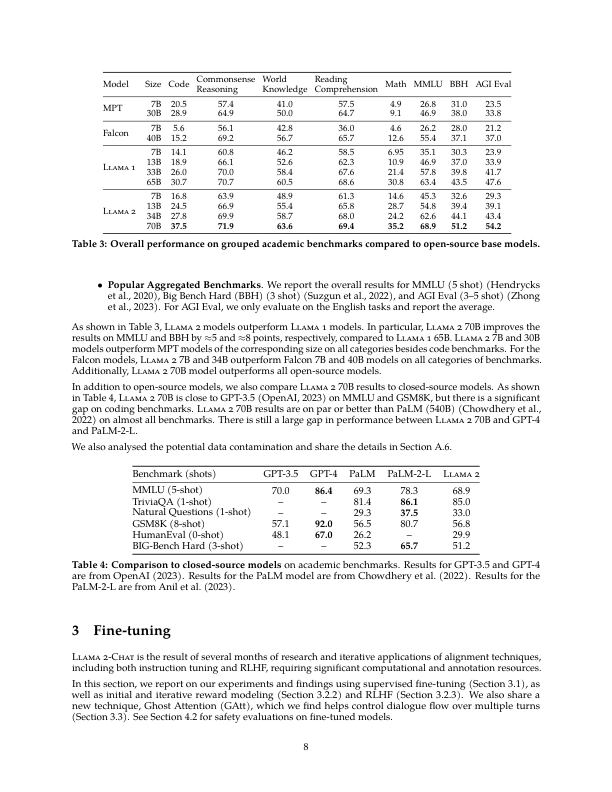 Model Size Code Commonsense Reasoning World Knowledge Reading Comprehension Math MMLU BBH AGI Eval
MPT 7B 20.5 57.4 41.0 57.5 4.9 26.8 31.0 23.5
30B 28.9 64.9 50.0 64.7 9.1 46.9 38.0 33.8
Falcon 7B 5.6 56.1 42.8 36.0 4.6 26.2 28.0 21.2
40B 15.2 69.2 56.7 65.7 12.6 55.4 37.1 37.0
LLAMA 1 7B 14.1 60.8 46.2 58.5 6.95 35.1 30.3 23.9
13B 18.9 66.1 52.6 62.3 10.9 46.9 37.0 33.9
33B 26.0 70.0 58.4 67.6 21.4 57.8 39.8 41.7
65B 30.7 70.7 60.5 68.6 30.8 63.4 43.5 47.6
LLAMA 2 7B 16.8 63.9 48.9 61.3 14.6 45.3 32.6 29.3
13B 24.5 66.9 55.4 65.8 28.7 54.8 39.4 39.1
34B 27.8 69.9 58.7 68.0 24.2 62.6 44.1 43.4
70B 37.5 71.9 63.6 69.4 35.2 68.9 51.2 54.2
Table 3: Overall performance on grouped academic benchmarks compared to open-source base models.
• Popular Aggregated Benchmarks. We report the overall results for MMLU (5 shot) (Hendrycks
et al., 2020), Big Bench Hard (BBH) (3 shot) (Suzgun et al., 2022), and AGI Eval (3–5 shot) (Zhong
et al., 2023). For AGI Eval, we only evaluate on the English tasks and report the average.
As shown in Table 3, LLAMA 2 models outperform LLAMA 1 models. In particular, LLAMA 2 70B improves the
results on MMLU and BBH by ≈5 and ≈8 points, respectively, compared to LLAMA 1 65B. LLAMA 2 7B and 30B
models outperform MPT models of the corresponding size on all categories besides code benchmarks. For the
Falcon models, LLAMA 2 7B and 34B outperform Falcon 7B and 40B models on all categories of benchmarks.
Additionally, LLAMA 2 70B model outperforms all open-source models.
In addition to open-source models, we also compare LLAMA 2 70B results to closed-source models. As shown
in Table 4, LLAMA 2 70B is close to GPT-3.5 (OpenAI, 2023) on MMLU and GSM8K, but there is a significant
gap on coding benchmarks. LLAMA 2 70B results are on par or better than PaLM (540B) (Chowdhery et al.,
2022) on almost all benchmarks. There is still a large gap in performance between LLAMA 2 70B and GPT-4
and PaLM-2-L.
We also analysed the potential data contamination and share the details in Section A.6.
Benchmark (shots) GPT-3.5 GPT-4 PaLM PaLM-2-L LLAMA 2
MMLU (5-shot) 70.0 86.4 69.3 78.3 68.9
TriviaQA (1-shot) – – 81.4 86.1 85.0
Natural Questions (1-shot) – – 29.3 37.5 33.0
GSM8K (8-shot) 57.1 92.0 56.5 80.7 56.8
HumanEval (0-shot) 48.1 67.0 26.2 – 29.9
BIG-Bench Hard (3-shot) – – 52.3 65.7 51.2
Table 4: Comparison to closed-source models on academic benchmarks. Results for GPT-3.5 and GPT-4
are from OpenAI (2023). Results for the PaLM model are from Chowdhery et al. (2022). Results for the
PaLM-2-L are from Anil et al. (2023).
3 Fine-tuning
LLAMA 2-CHAT is the result of several months of research and iterative applications of alignment techniques,
including both instruction tuning and RLHF, requiring significant computational and annotation resources.
In this section, we report on our experiments and findings using supervised fine-tuning (Section 3.1), as
well as initial and iterative reward modeling (Section 3.2.2) and RLHF (Section 3.2.3). We also share a
new technique, Ghost Attention (GAtt), which we find helps control dialogue flow over multiple turns
(Section 3.3). See Section 4.2 for safety evaluations on fine-tuned models.
8